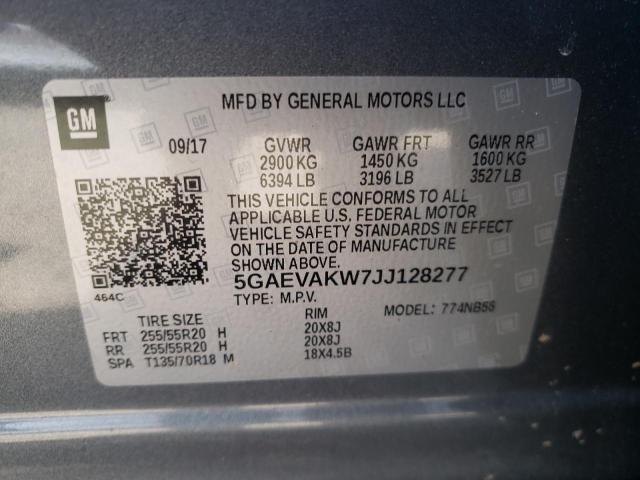 GM
MFD BY GENERAL MOTORS LLC
09/17 GVWR GAWR FRT GAWR RR
2900 KG 1450 KG 1600 KG
6394 LB 3196 LB 3527 LB
THIS VEHICLE CONFORMS TO ALL
APPLICABLE U.S. FEDERAL MOTOR
VEHICLE SAFETY STANDARDS IN EFFECT
ON THE DATE OF MANUFACTURE
SHOWN ABOVE.
464C 5GAEVAKW7JJ128277
TYPE: M.P.V. MODEL:
TIRE SIZE RIM
FRT 255/55R20 H 20X8J
RR 255/55R20 H 20X8J
SPA T135/70R18 M 18X4.5B